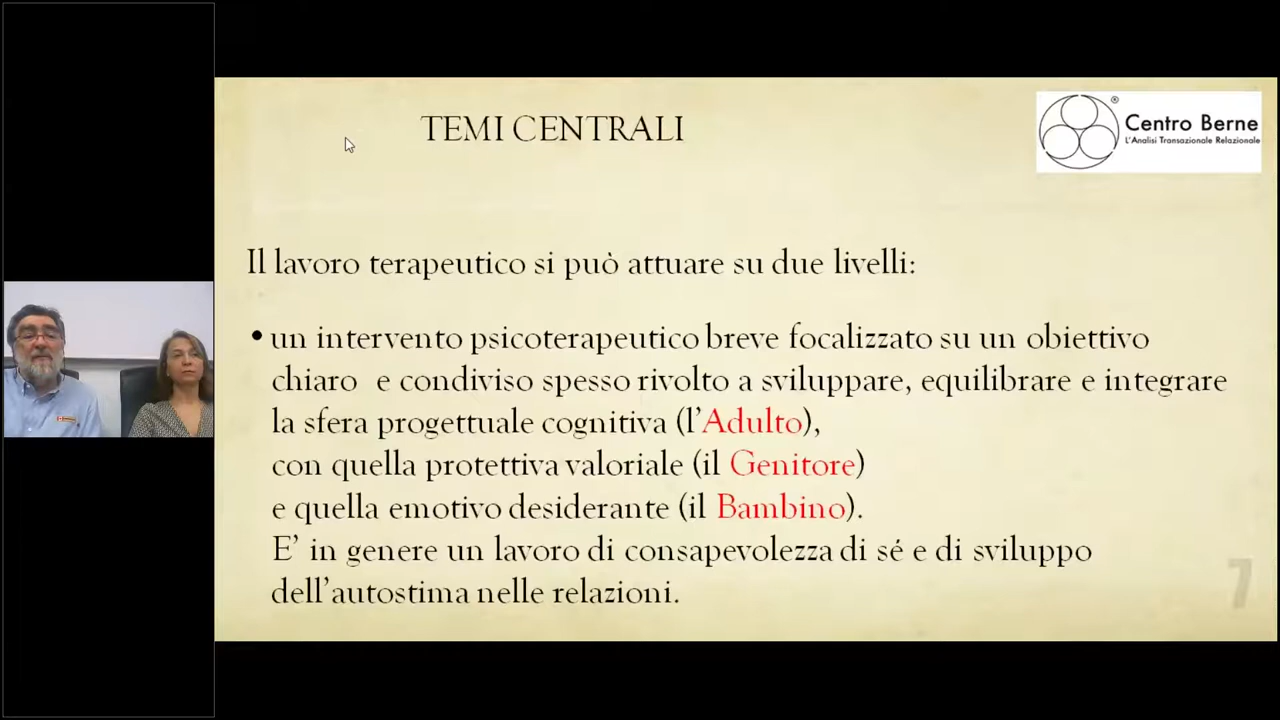 TEMI CENTRALI
®
Centro Berne
L'Analisi Transazionale Relazionale
Il lavoro terapeutico si può attuare su due livelli:
• un intervento psicoterapeutico breve focalizzato su un obiettivo
chiaro e condiviso spesso rivolto a sviluppare, equilibrare e integrare
la sfera progettuale cognitiva (l'Adulto),
con quella protettiva valoriale (il Genitore)
e quella emotivo desiderante (il Bambino).
E' in genere un lavoro di consapevolezza di sé e di sviluppo
dell'autostima nelle relazioni.
7